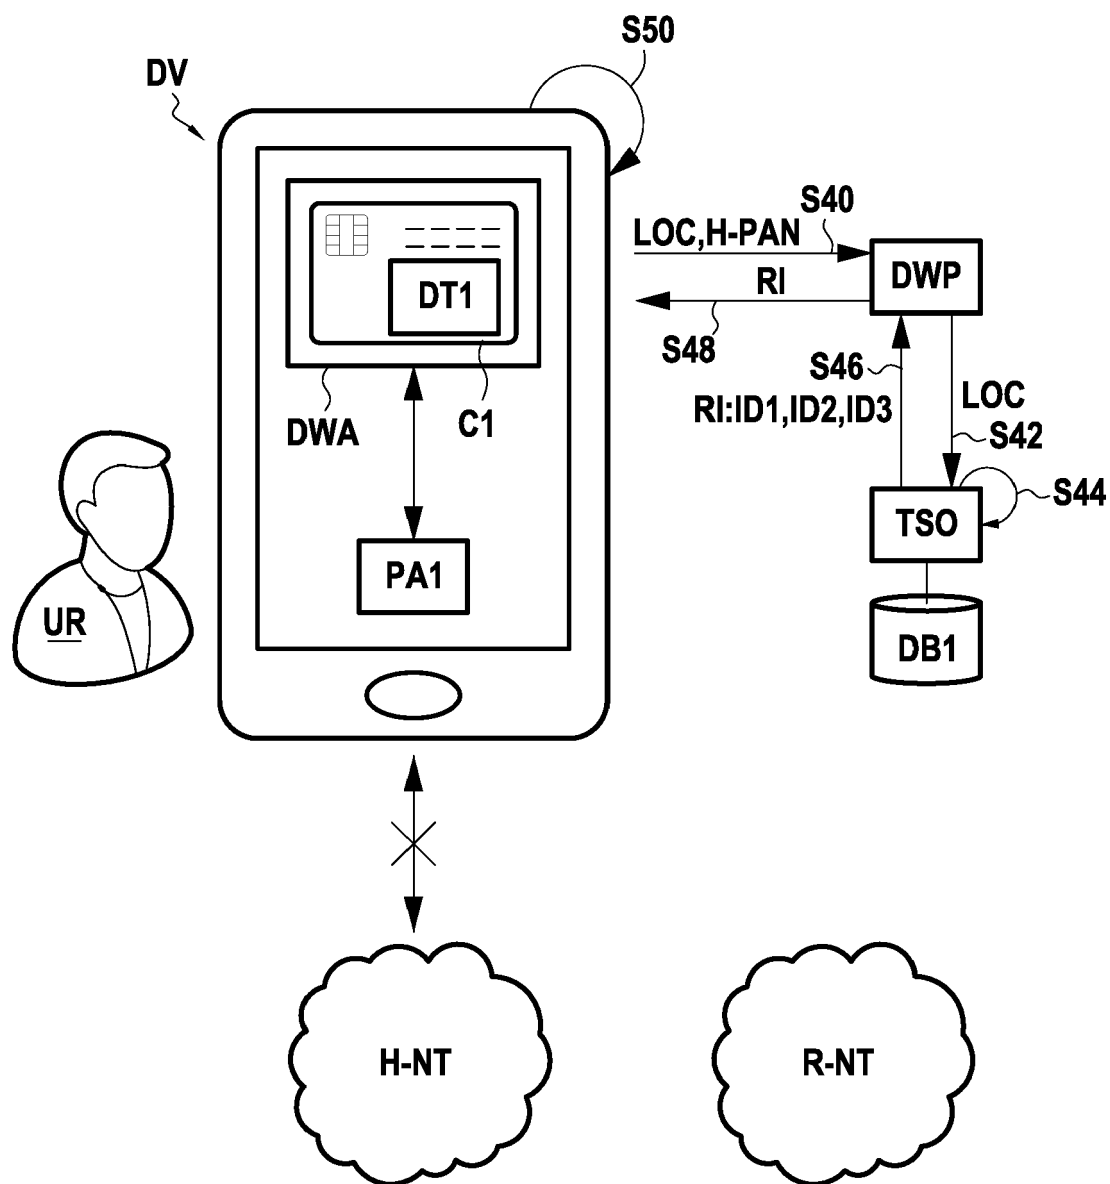 S50
DV
S40
LOC,H-PAN
DWP
DT1
RI
S48
S46
RI:ID1,ID2,ID3
LOC
S42
DWA
C1
S44
TSO
PA1
UR
DB1
H-NT
R-NT